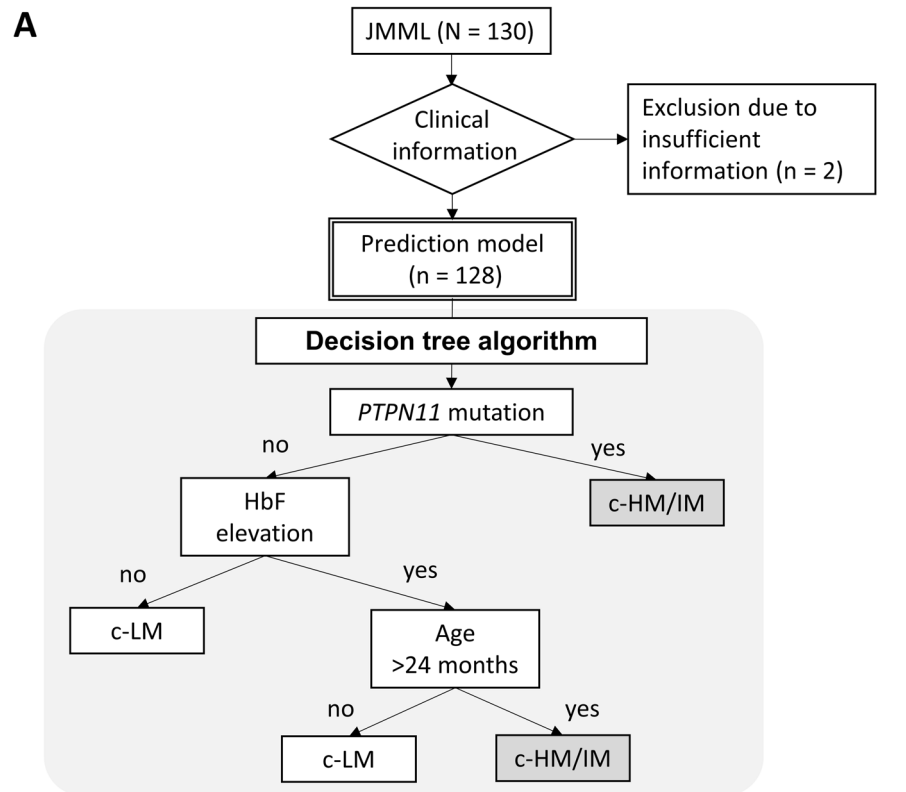 A
JMML (N = 130)
Clinical
information
Exclusion due to
insufficient
information (n = 2)
Prediction model
(n = 128)
Decision tree algorithm
PTPN11 mutation
no
yes
HbF
elevation
c-HM/IM
no
yes
c-LM
Age
>24 months
no
yes
c-LM
c-HM/IM